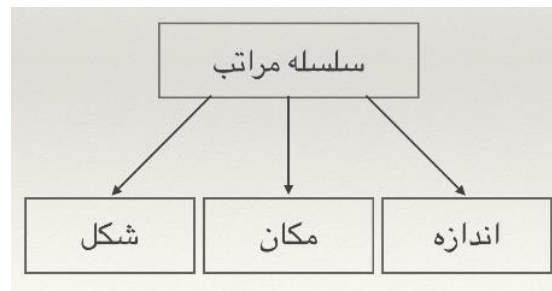 سلسله مراتب
اندازه
مکان
شکل